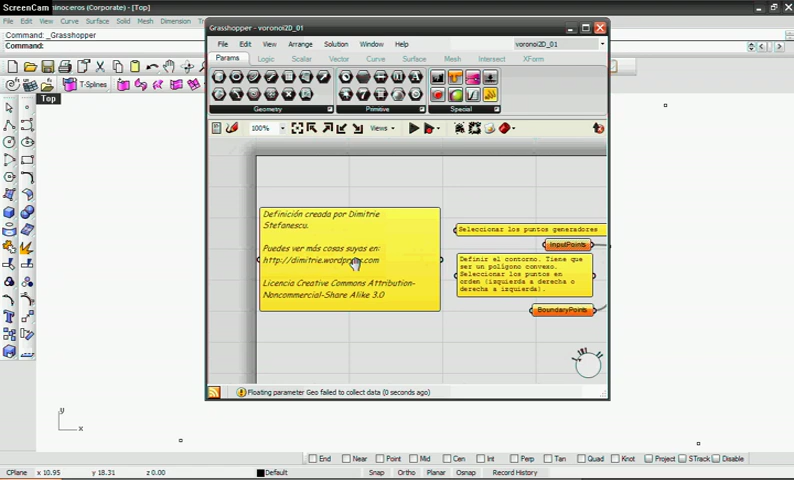 ScreenCam
hinoceros (Corporate) - [Top]
File Edit View Curve Surface Solid Mesh Dimension
Command: _Grasshopper
Command:
T-Splines
Top
Grasshopper - voronoi2D_01
File Edit View Arrange Solution Window Help
voronoi2D_01
Params Logic Scalar Vector Curve Surface Mesh Intersect XForm
Geometry Primitive Special
100% Views
Definición creada por Dimitrie
Stefanescu.
Puedes ver más cosas suyas en:
http://dimitrie.wordpress.com
Licencia Creative Commons Attribution-
Noncommercial-Share Alike 3.0
Seleccionar los puntos generadores
InputPoints
Definir el contorno. Tiene que
ser un polígono convexo.
Seleccionar los puntos en
orden (izquierda a derecha o
derecha a izquierda).
BoundaryPoints
Floating parameter Geo failed to collect data (0 seconds ago)
y
x
End Near Point Mid Cen Int Perp Tan Quad Knot Project STrack Disable
CPlane x 10.95 y 18.31 z 0.00 Default Snap Ortho Planar Osnap Record History